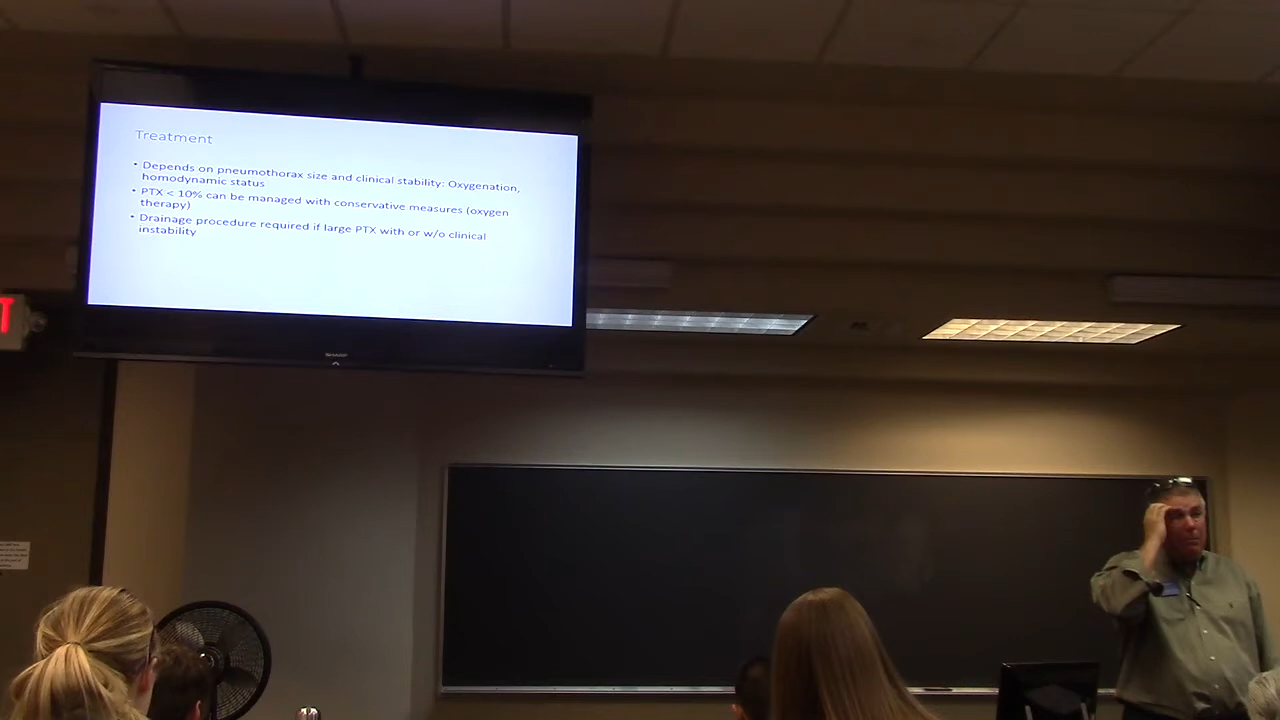 Treatment
• Depends on pneumothorax size and clinical stability: Oxygenation,
homodynamic status
• PTX < 10% can be managed with conservative measures (oxygen
therapy)
• Drainage procedure required if large PTX with or w/o clinical
instability
SHARP
T